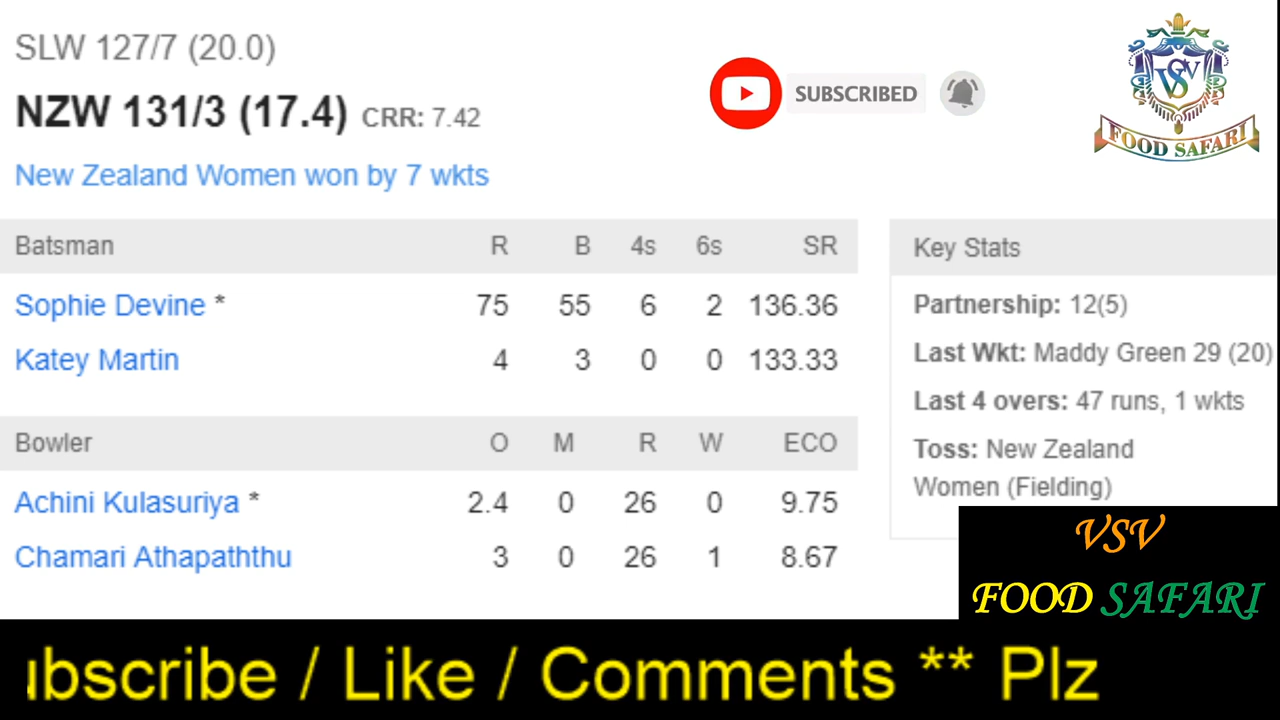 SLW 127/7 (20.0)
NZW 131/3 (17.4) CRR: 7.42
New Zealand Women won by 7 wkts
SUBSCRIBED
VSV
FOOD SAFARI
Batsman R B 4s 6s SR
Sophie Devine * 75 55 6 2 136.36
Katey Martin 4 3 0 0 133.33
Bowler O M R W ECO
Achini Kulasuriya * 2.4 0 26 0 9.75
Chamari Athapaththu 3 0 26 1 8.67
Key Stats
Partnership: 12(5)
Last Wkt: Maddy Green 29 (20)
Last 4 overs: 47 runs, 1 wkts
Toss: New Zealand
Women (Fielding)
VSV
FOOD SAFARI
ubscribe / Like / Comments ** Plz